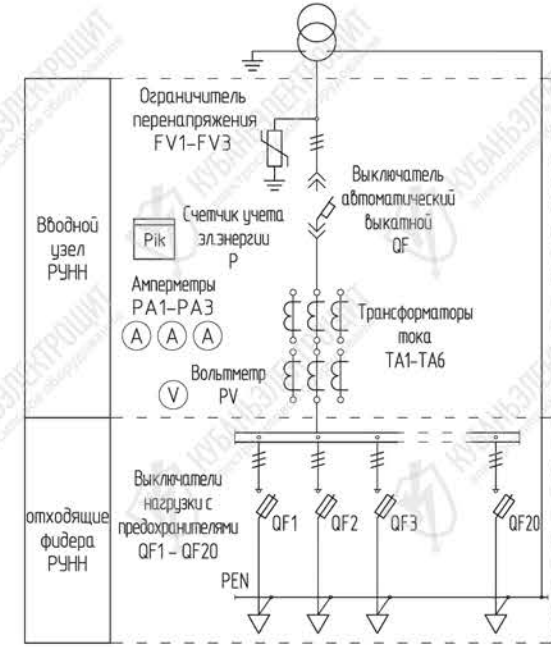 Ограничитель
перенапряжения
FV1-FV3
Выключатель
автоматический
выкатной
QF
Вводной
узел
РУНН
Счетчик учета
эл.энергии
P
Pik
Амперметры
PA1-PA3
A A A
Трансформаторы
тока
TA1-TA6
Вольтметр
PV
V
отходящие
фидера
РУНН
Выключатели
нагрузки с
предохранителями
QF1 - QF20
QF1 QF2 QF3 QF20
PEN
КУБАНЬЭЛЕКТРОЩИТ